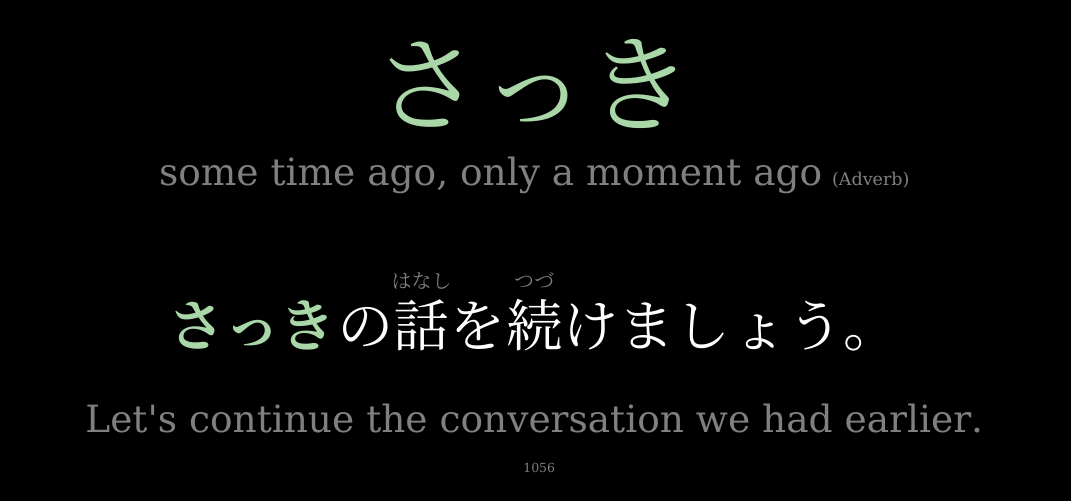 さっき
some time ago, only a moment ago (Adverb)
はなし つづ
さっきの話を続けましょう。
Let's continue the conversation we had earlier.
1056